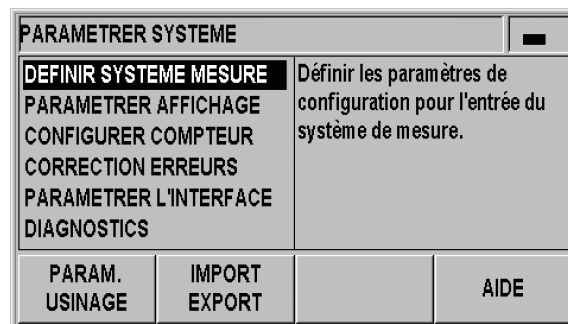 PARAMETRER SYSTEME
DEFINIR SYSTEME MESURE
PARAMETRER AFFICHAGE
CONFIGURER COMPTEUR
CORRECTION ERREURS
PARAMETRER L'INTERFACE
DIAGNOSTICS
Définir les paramètres de
configuration pour l'entrée du
système de mesure.
PARAM.
USINAGE
IMPORT
EXPORT
AIDE